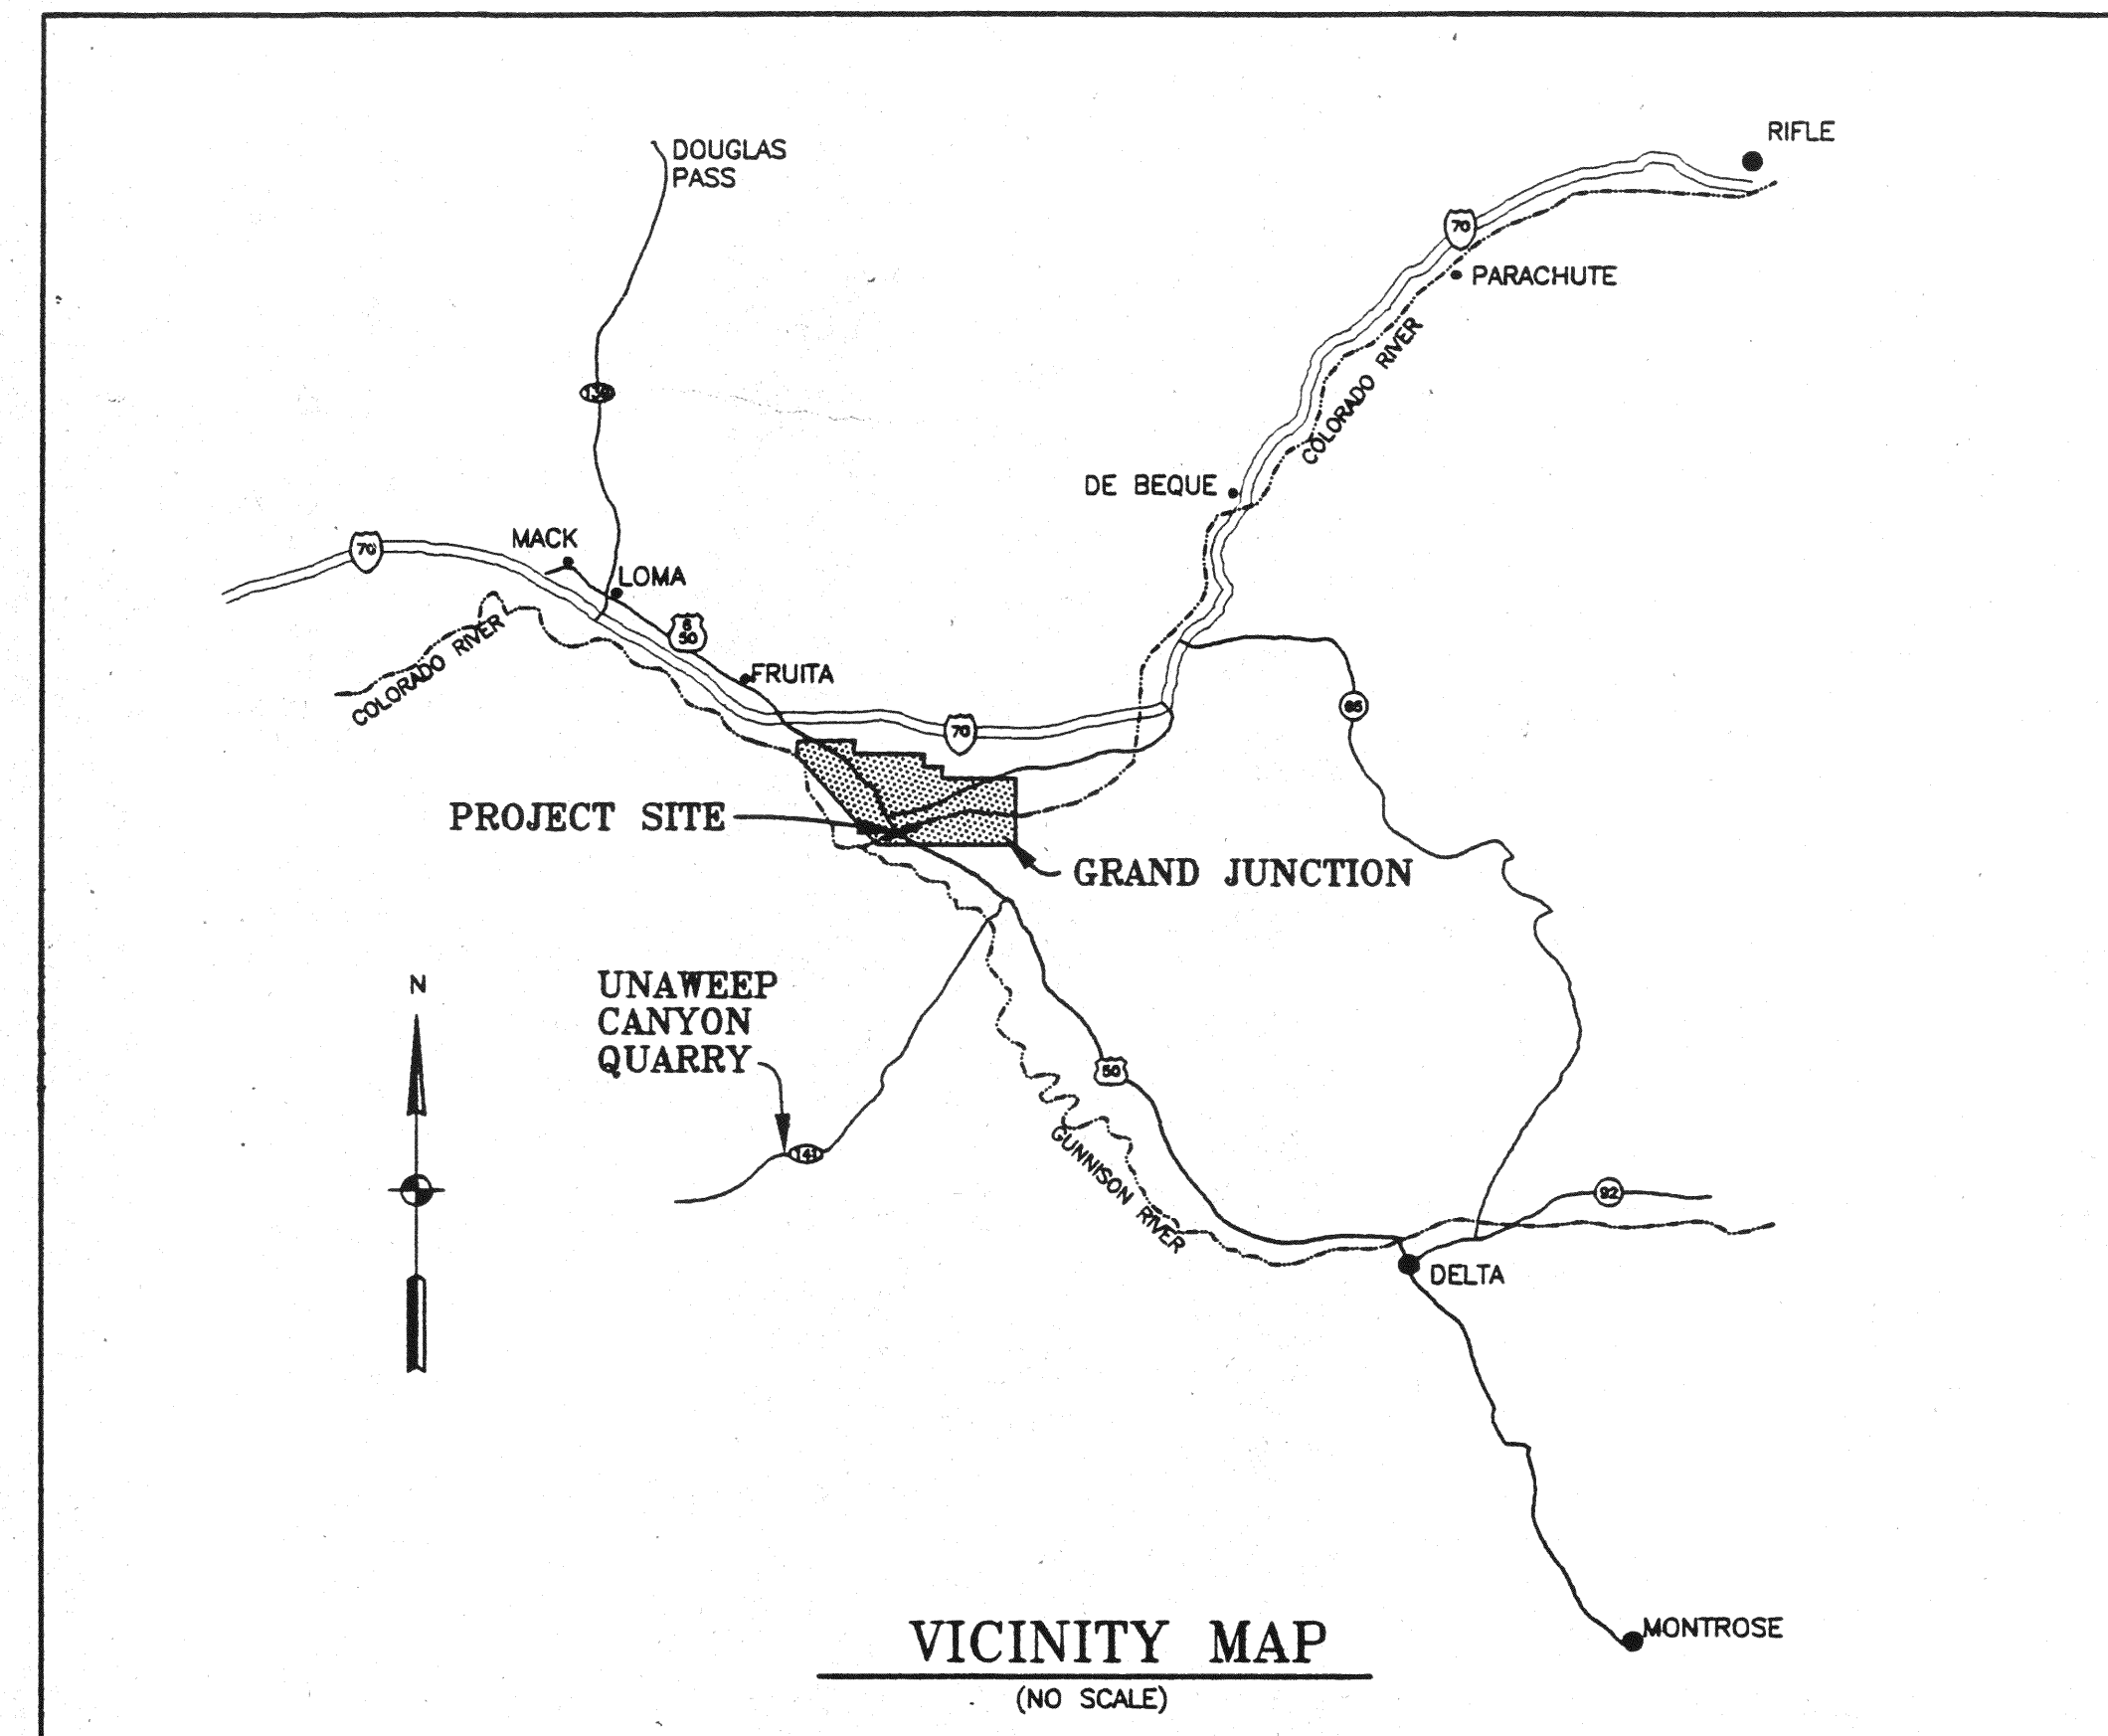 RIFLE
DOUGLAS
PASS
70
PARACHUTE
COLORADO RIVER
139
DE BEQUE
MACK
70
LOMA
6
50
COLORADO RIVER
FRUITA
65
70
PROJECT SITE
GRAND JUNCTION
N
UNAWEEP
CANYON
QUARRY
50
141
GUNNISON RIVER
92
DELTA
MONTROSE
VICINITY MAP
(NO SCALE)